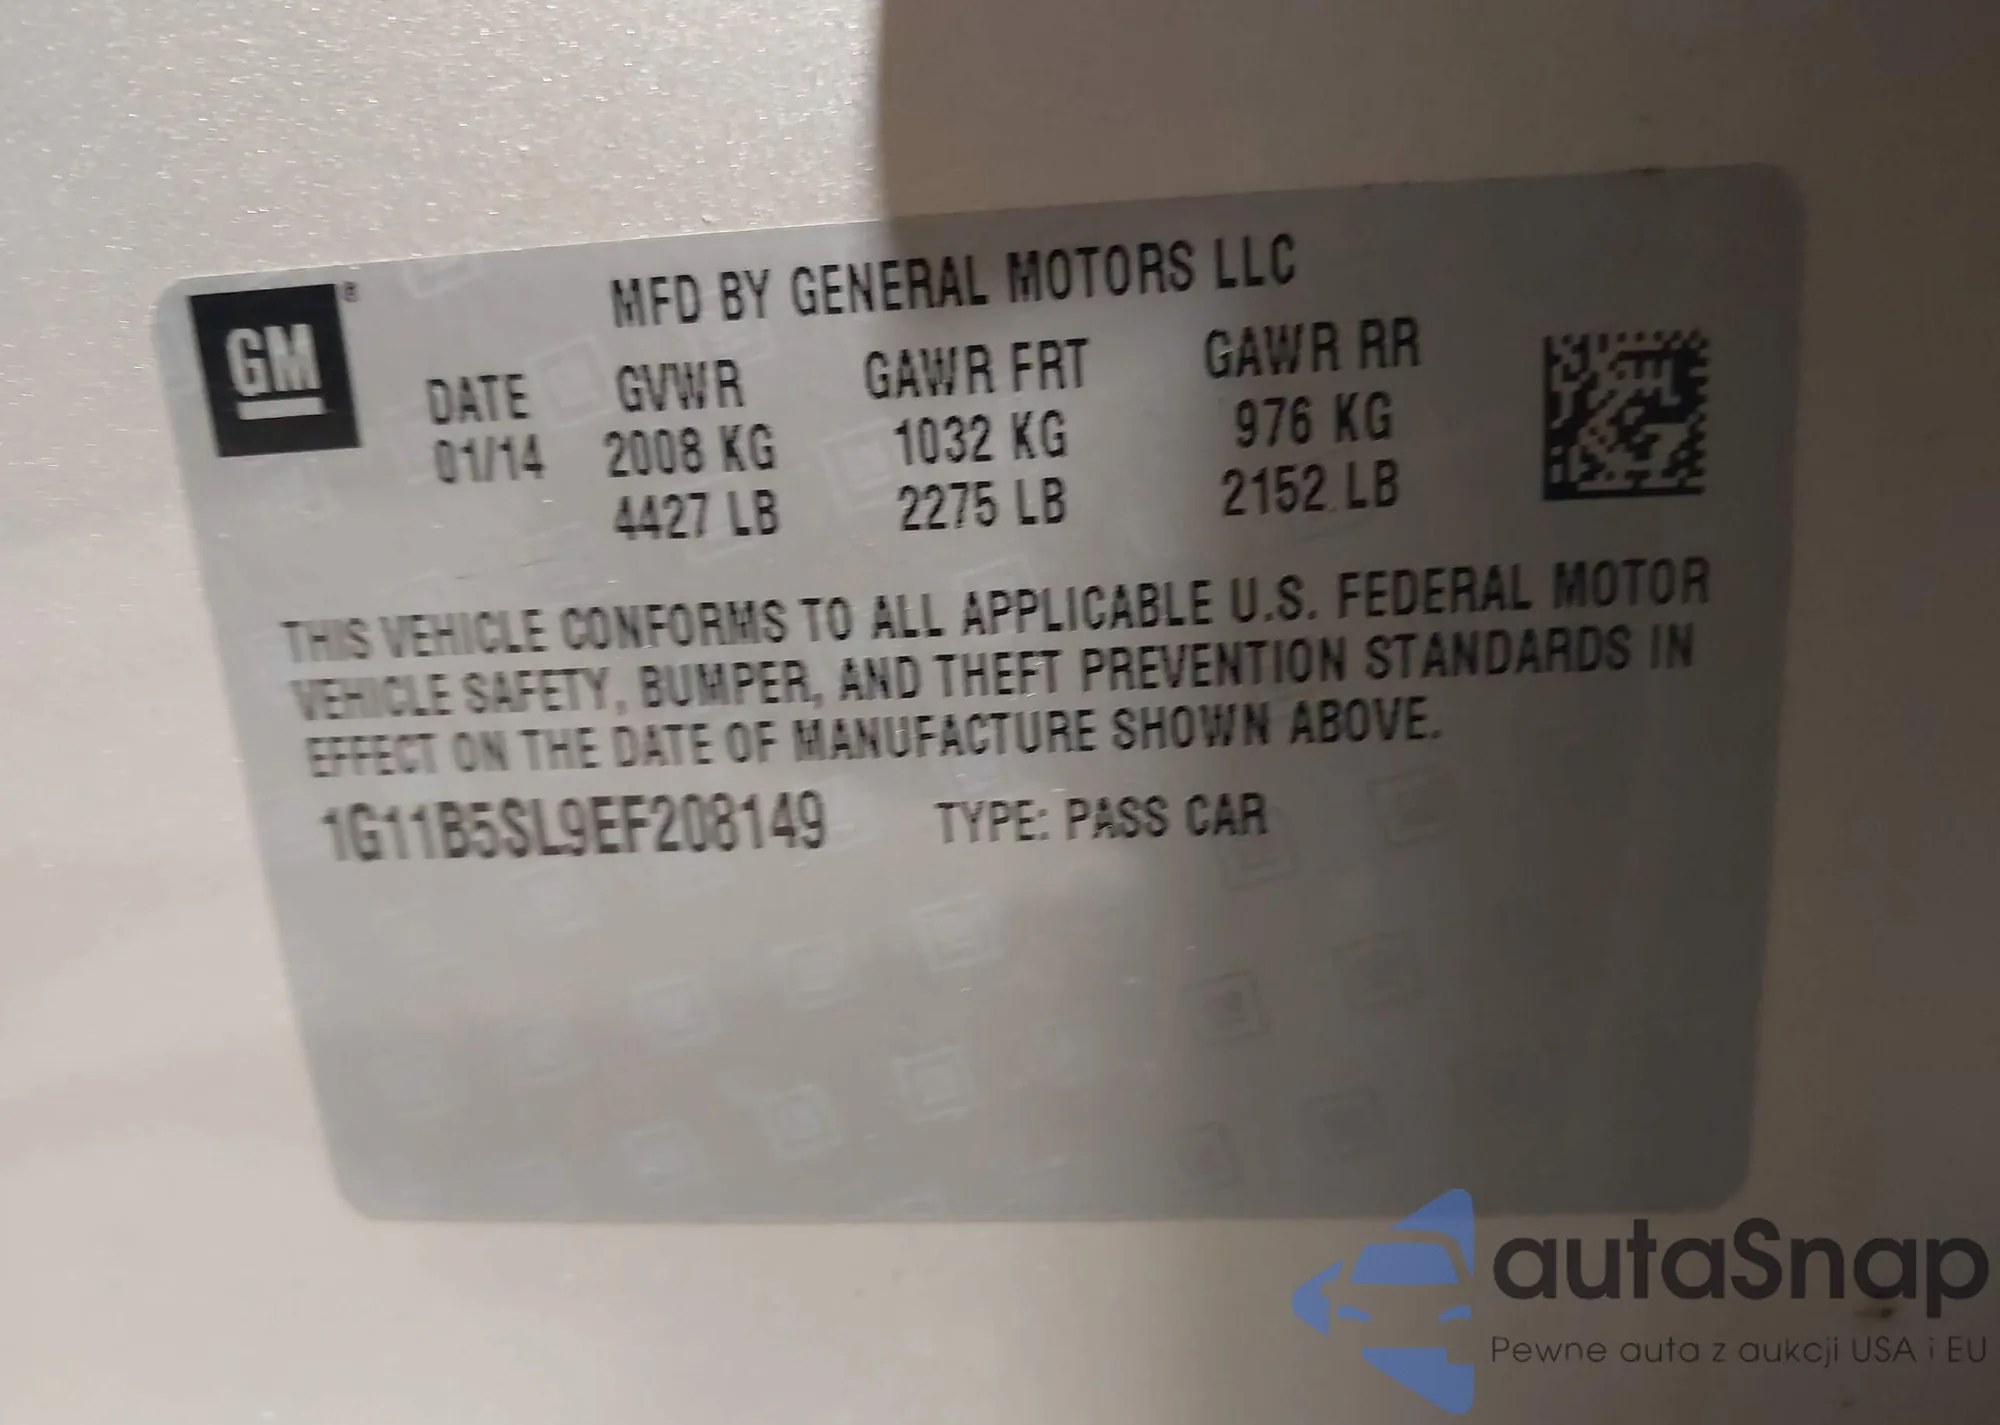 GM®
MFD BY GENERAL MOTORS LLC
DATE GVWR GAWR FRT GAWR RR
01/14 2008 KG 1032 KG 976 KG
4427 LB 2275 LB 2152 LB
THIS VEHICLE CONFORMS TO ALL APPLICABLE U.S. FEDERAL MOTOR
VEHICLE SAFETY, BUMPER, AND THEFT PREVENTION STANDARDS IN
EFFECT ON THE DATE OF MANUFACTURE SHOWN ABOVE.
1G11B5SL9EF208149 TYPE: PASS CAR
autaSnap
Pewne auta z aukcji USA i EU